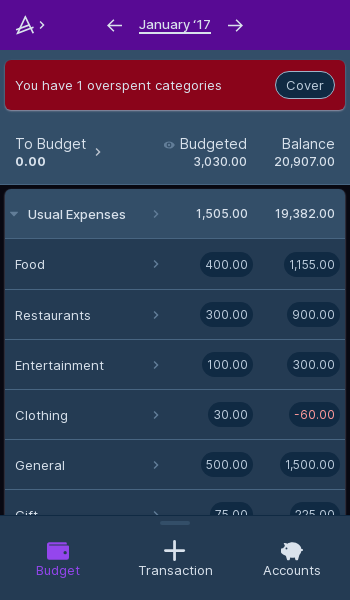 January ‘17
You have 1 overspent categories Cover
To Budget Budgeted Balance
0.00 3,030.00 20,907.00
Usual Expenses 1,505.00 19,382.00
Food 400.00 1,155.00
Restaurants 300.00 900.00
Entertainment 100.00 300.00
Clothing 30.00 -60.00
General 500.00 1,500.00
Gift 75.00 225.00
Budget Transaction Accounts